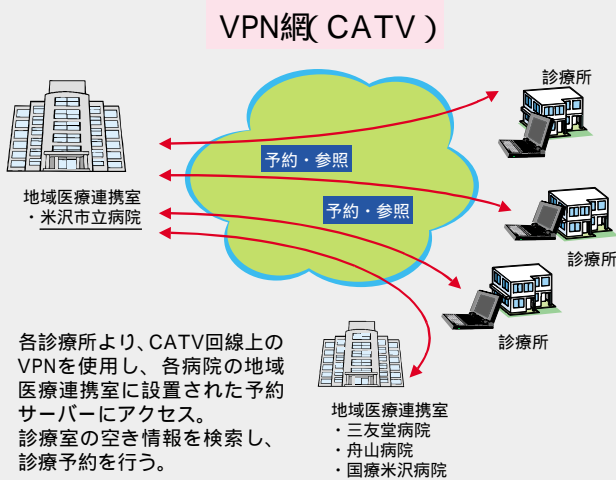 VPN網(CATV)
診療所
予約・参照
地域医療連携室
・米沢市立病院
予約・参照
診療所
診療所
各診療所より、CATV回線上の
VPNを使用し、各病院の地域
医療連携室に設置された予約
サーバーにアクセス。
診療室の空き情報を検索し、
診療予約を行う。
地域医療連携室
・三友堂病院
・舟山病院
・国療米沢病院